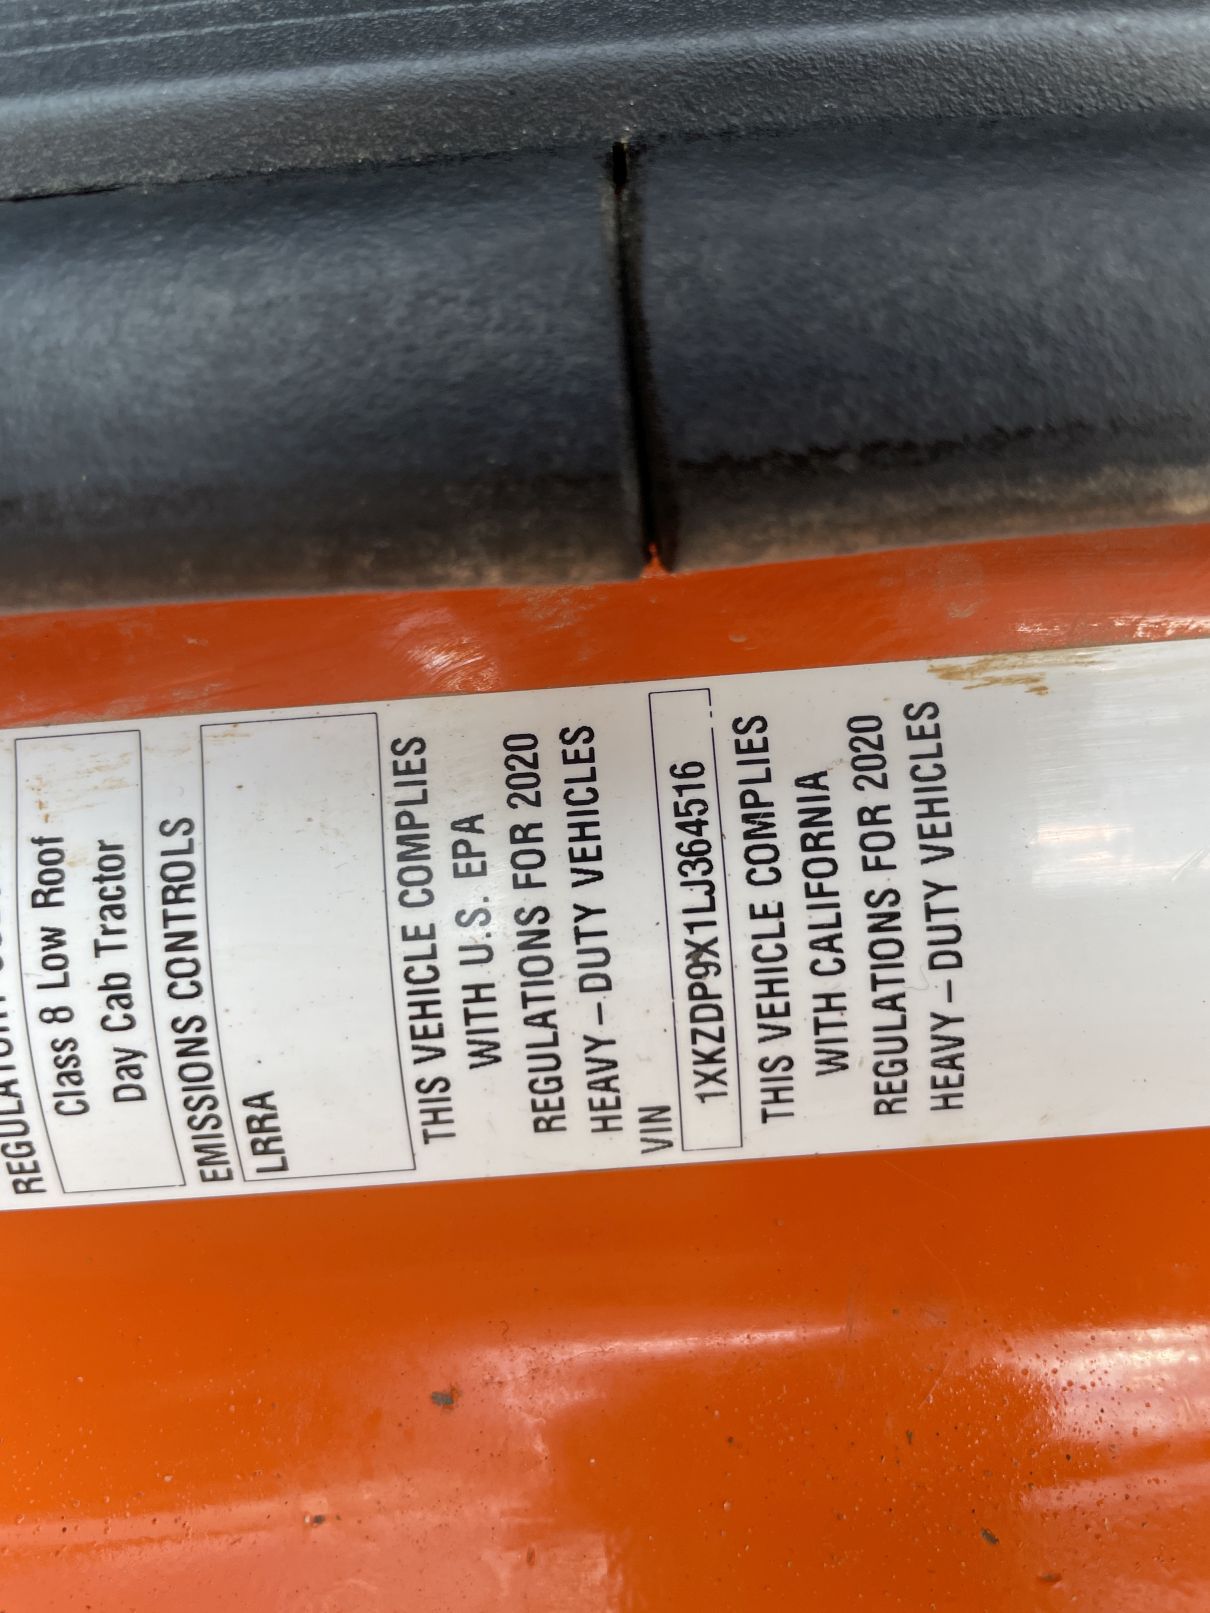 Class 8 Low Roof
Day Cab Tractor
EMISSIONS CONTROLS
LRRA
THIS VEHICLE COMPLIES
WITH U.S. EPA
REGULATIONS FOR 2020
HEAVY-DUTY VEHICLES
VIN
1XKZDP9X1LJ364516
THIS VEHICLE COMPLIES
WITH CALIFORNIA
REGULATIONS FOR 2020
HEAVY-DUTY VEHICLES